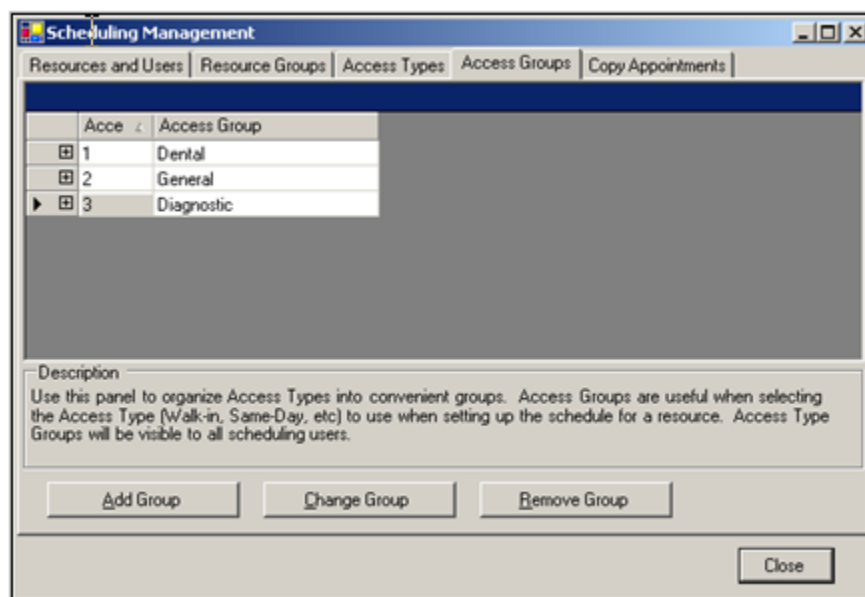 Scheduling Management
Resources and Users Resource Groups Access Types Access Groups Copy Appointments
Acce Access Group
1 Dental
2 General
3 Diagnostic
Description
Use this panel to organize Access Types into convenient groups. Access Groups are useful when selecting
the Access Type (Walk-in, Same-Day, etc) to use when setting up the schedule for a resource. Access Type
Groups will be visible to all scheduling users.
Add Group Change Group Remove Group
Close